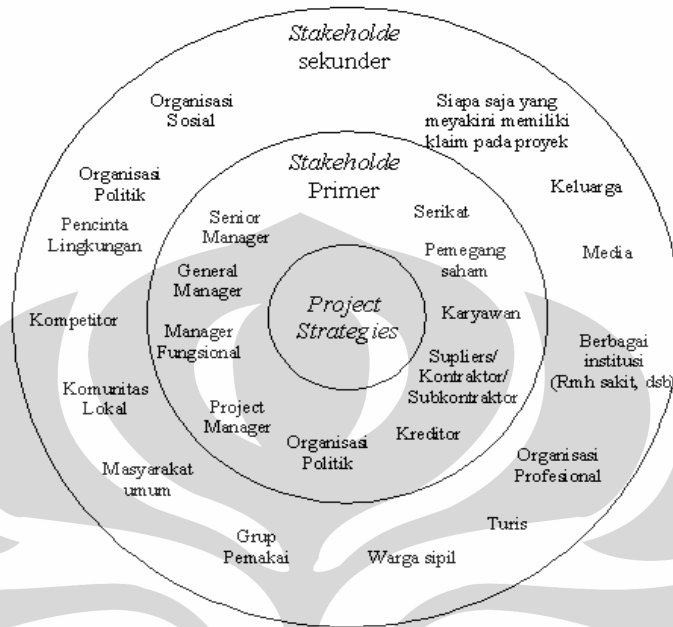 Stakeholde
sekunder
Organisasi
Sosial
Siapa saja yang
meyakini memiliki
klaim pada proyek
Organisasi
Politik
Keluarga
Pencinta
Lingkungan
Media
Kompetitor
Berbagai
institusi
(Rmh sakit, dsb)
Komunitas
Lokal
Organisasi
Profesional
Masyarakat
umum
Turis
Grup
Pemakai
Warga sipil
Stakeholde
Primer
Senior
Manager
Serikat
General
Manager
Pemegang
saham
Manager
Fungsional
Karyawan
Supliers/
Kontraktor/
Subkontraktor
Project
Manager
Kreditor
Organisasi
Politik
Project
Strategies